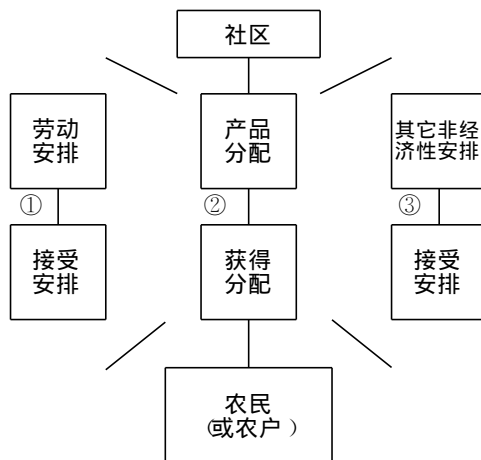 社区
劳动
安排
产品
分配
其它非经
济性安排
①
②
③
接受
安排
获得
分配
接受
安排
农民
(或农户)